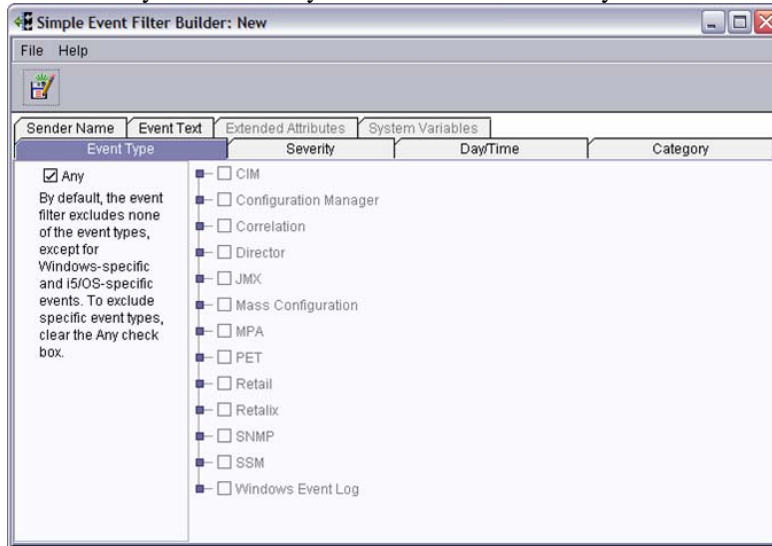 Simple Event Filter Builder: New
File Help
Sender Name Event Text Extended Attributes System Variables
Event Type Severity Day/Time Category
Any
By default, the event
filter excludes none
of the event types,
except for
Windows-specific
and i5/OS-specific
events. To exclude
specific event types,
clear the Any check
box.
CIM
Configuration Manager
Correlation
Director
JMX
Mass Configuration
MPA
PET
Retail
Retalix
SNMP
SSM
Windows Event Log